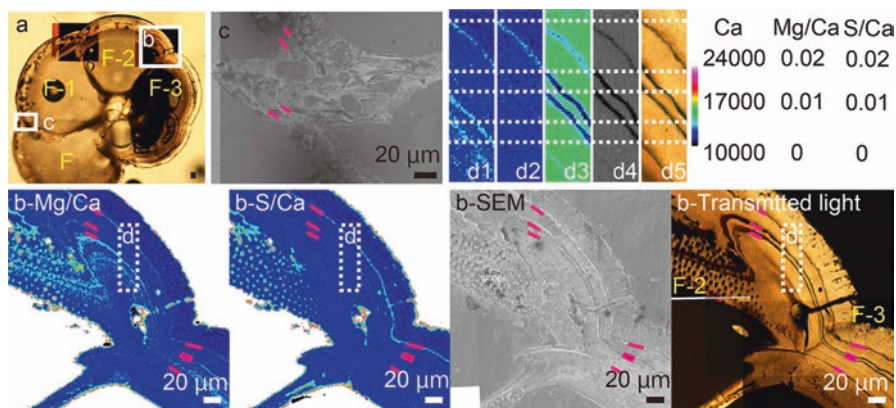 a
F-2
b
F-1
F-3
c
F
c
20 μm
d1
d2
d3
d4
d5
Ca Mg/Ca S/Ca
24000 0.02 0.02
17000 0.01 0.01
10000 0 0
b-Mg/Ca
d
20 μm
b-S/Ca
d
20 μm
b-SEM
20 μm
b-Transmtted light
d
F-2
F-3
20 μm